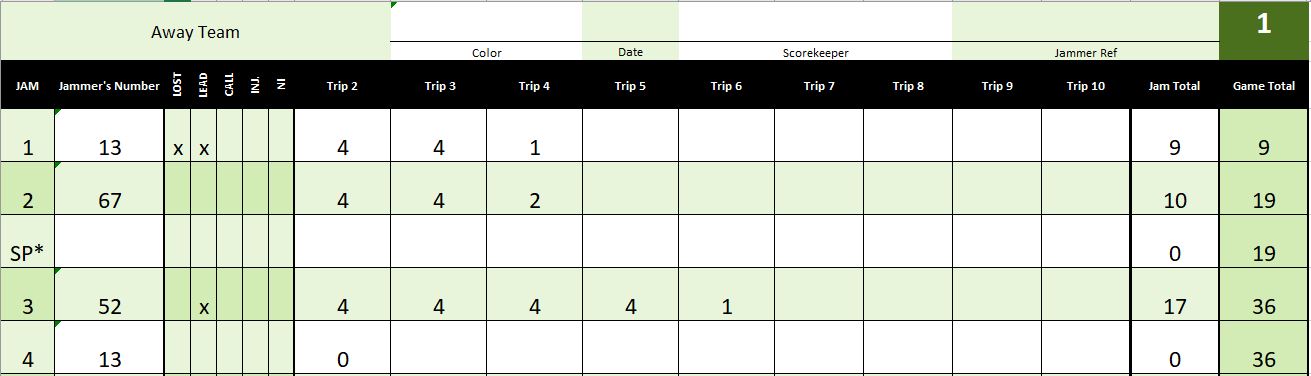 Away Team 1
Color Date Scorekeeper Jammer Ref
JAM Jammer's Number LOST LEAD CALL INJ. NI Trip 2 Trip 3 Trip 4 Trip 5 Trip 6 Trip 7 Trip 8 Trip 9 Trip 10 Jam Total Game Total
1 13 x x 4 4 1 9 9
2 67 4 4 2 10 19
SP* 0 19
3 52 x 4 4 4 4 1 17 36
4 13 0 0 36